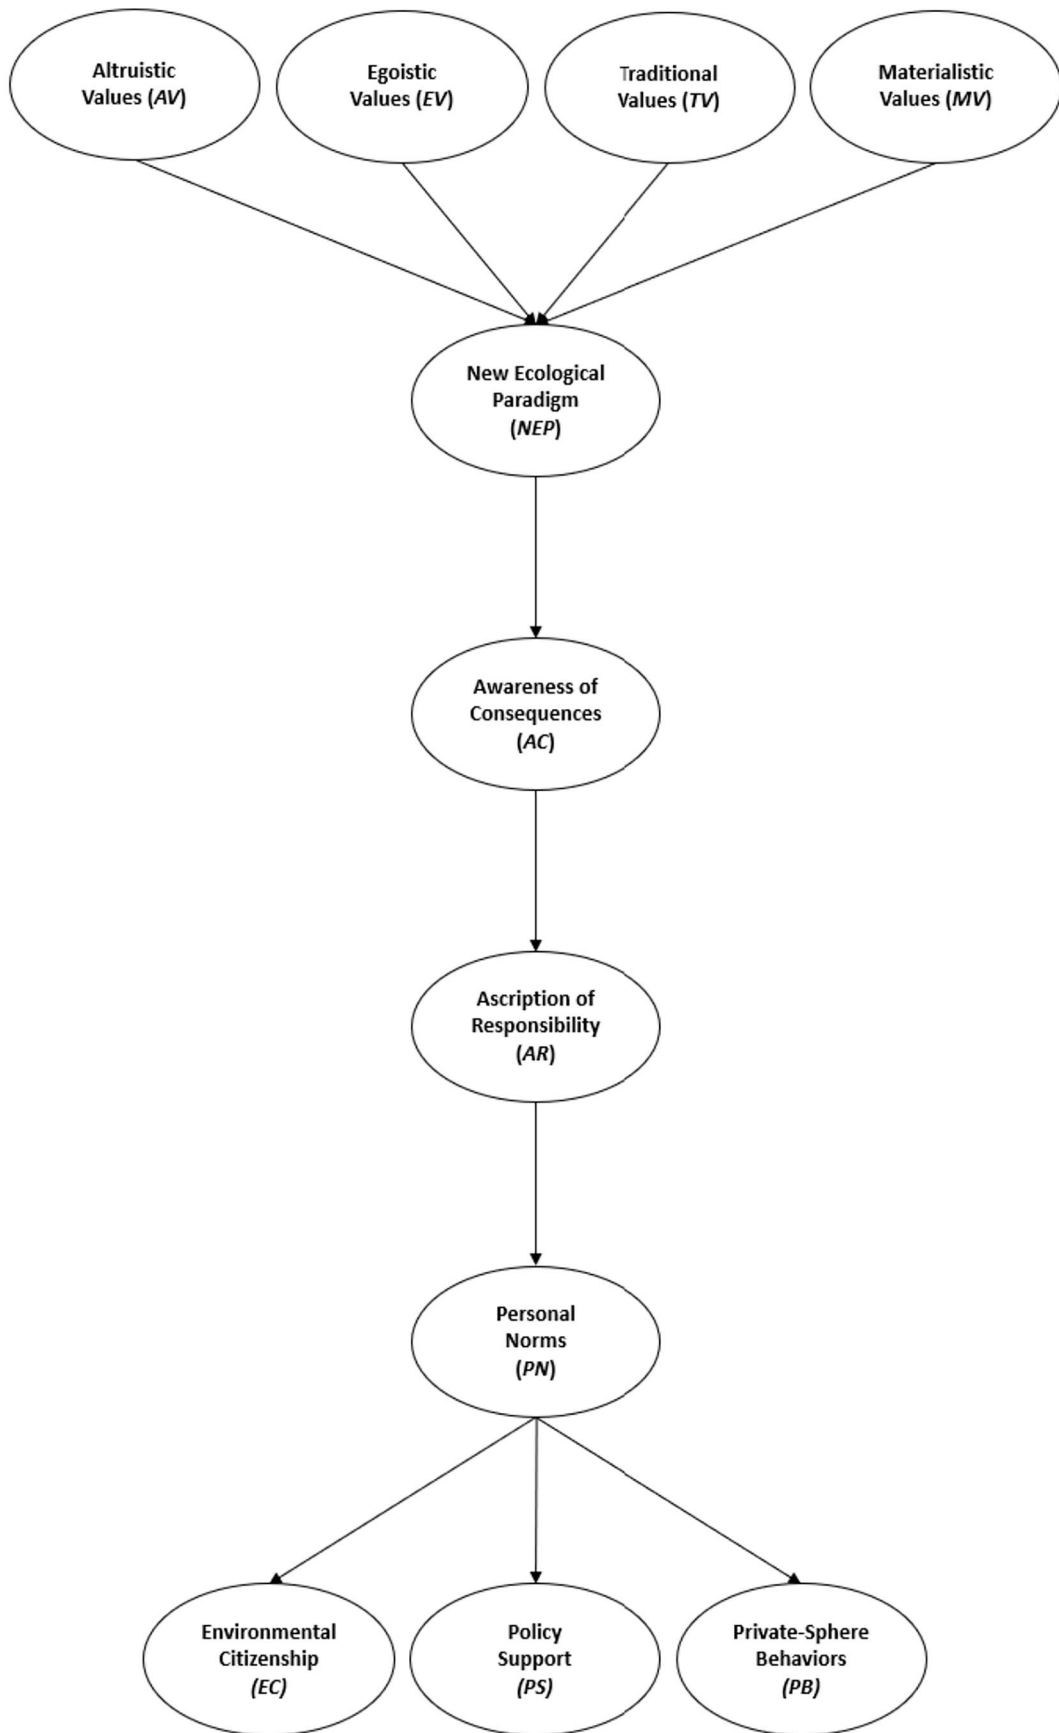 Altruistic
Values (AV)
Egoistic
Values (EV)
Traditional
Values (TV)
Materialistic
Values (MV)
New Ecological
Paradigm
(NEP)
Awareness of
Consequences
(AC)
Ascription of
Responsibility
(AR)
Personal
Norms
(PN)
Environmental
Citizenship
(EC)
Policy
Support
(PS)
Private-Sphere
Behaviors
(PB)